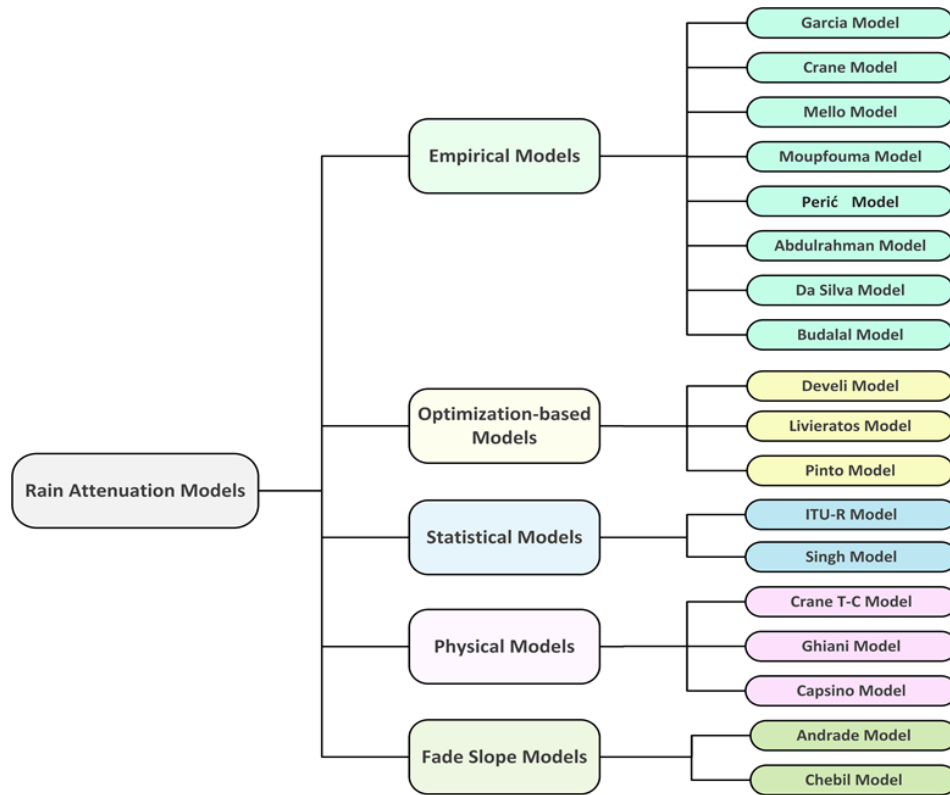 Garcia Model
Crane Model
Mello Model
Empirical Models
Moupfouma Model
Perić Model
Abdulrahman Model
Da Silva Model
Budalal Model
Develi Model
Optimization-based
Models
Livieratos Model
Pinto Model
Rain Attenuation Models
ITU-R Model
Statistical Models
Singh Model
Crane T-C Model
Physical Models
Ghiani Model
Capsino Model
Andrade Model
Fade Slope Models
Chebil Model